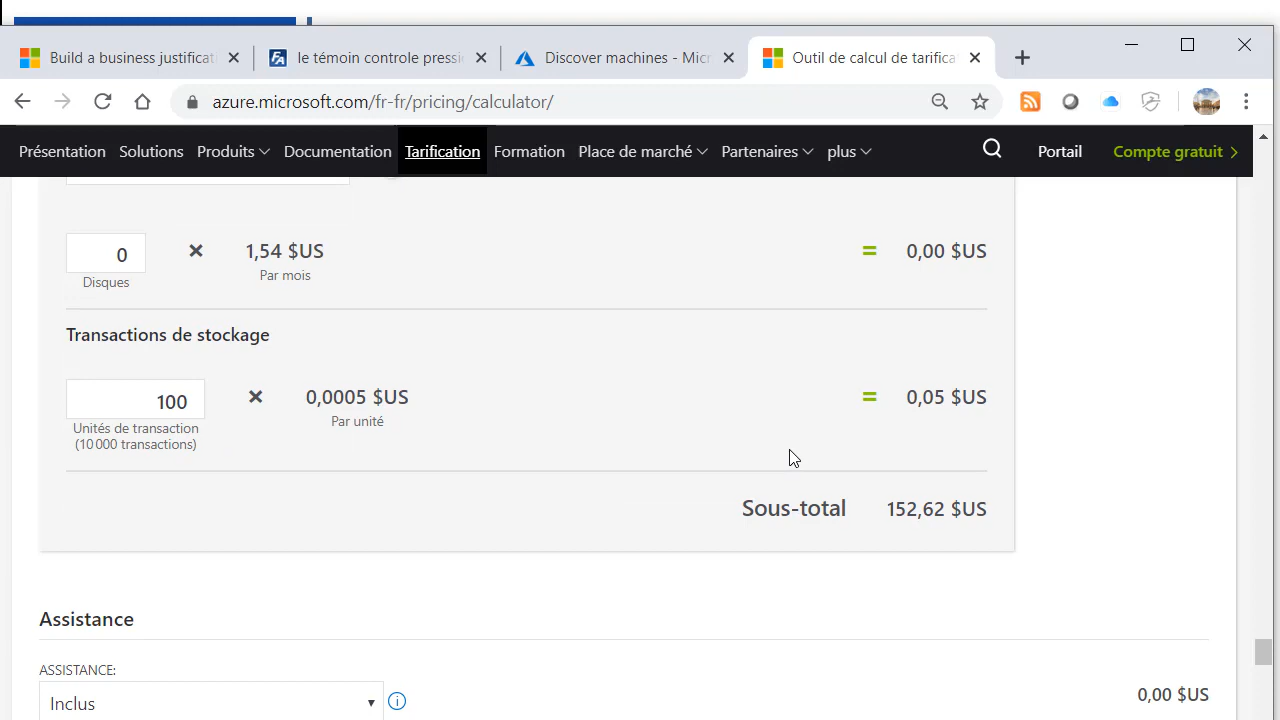 Build a business justificat
le témoin controle pressi
Discover machines - Micr
Outil de calcul de tarifica
azure.microsoft.com/fr-fr/pricing/calculator/
Présentation Solutions Produits Documentation Tarification Formation Place de marché Partenaires plus Portail Compte gratuit
0 × 1,54 $US = 0,00 $US
Disques Par mois
Transactions de stockage
100 × 0,0005 $US = 0,05 $US
Unités de transaction Par unité
(10 000 transactions)
Sous-total 152,62 $US
Assistance
ASSISTANCE:
Inclus 0,00 $US